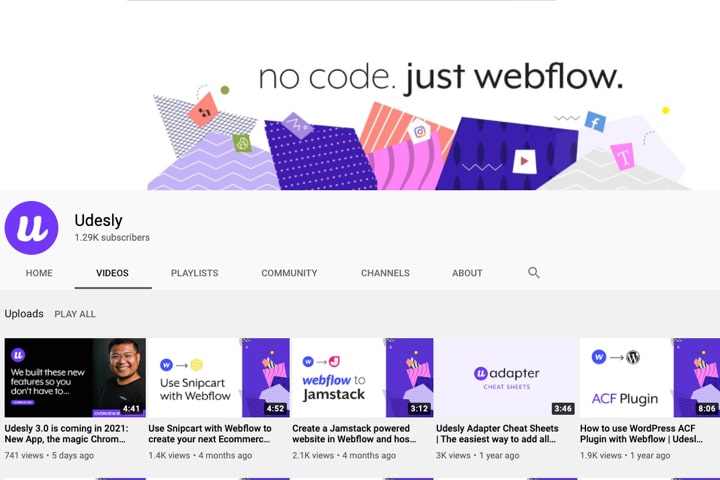 no code. just webflow.
Udesly
1.29K subscribers
HOME VIDEOS PLAYLISTS COMMUNITY CHANNELS ABOUT
Uploads PLAY ALL
We built these new
features so you
don't have to...
4:41
Udesly 3.0 is coming in 2021:
New App, the magic Chrom...
741 views • 5 days ago
Use Snipcart
with Webflow
4:52
Use Snipcart with Webflow to
create your next Ecommerc...
1.4K views • 4 months ago
webflow to
Jamstack
3:12
Create a Jamstack powered
website in Webflow and hos...
2.1K views • 4 months ago
u adapter
CHEAT SHEETS
3:46
Udesly Adapter Cheat Sheets
| The easiest way to add all...
3K views • 1 year ago
ACF Plugin
8:06
How to use WordPress ACF
Plugin with Webflow | Udesl...
1.9K views • 1 year ago